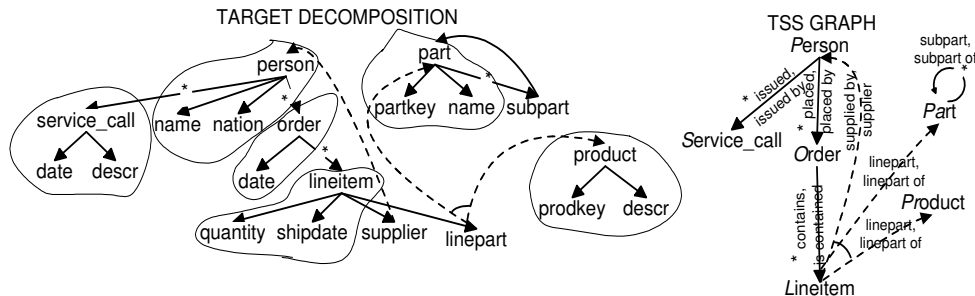 TARGET DECOMPOSITION
person
*
service_call
date descr
name nation order
*
date
*
lineitem
quantity shipdate supplier linepart
part
*
partkey name subpart
product
prodkey descr
TSS GRAPH
Person
* issued,
issued by
Service_call
* placed,
placed by
supplied by,
supplier
Order
* contains,
is contained
subpart,
subpart of
*
Part
linepart,
linepart of
Product
linepart,
linepart of
Lineitem